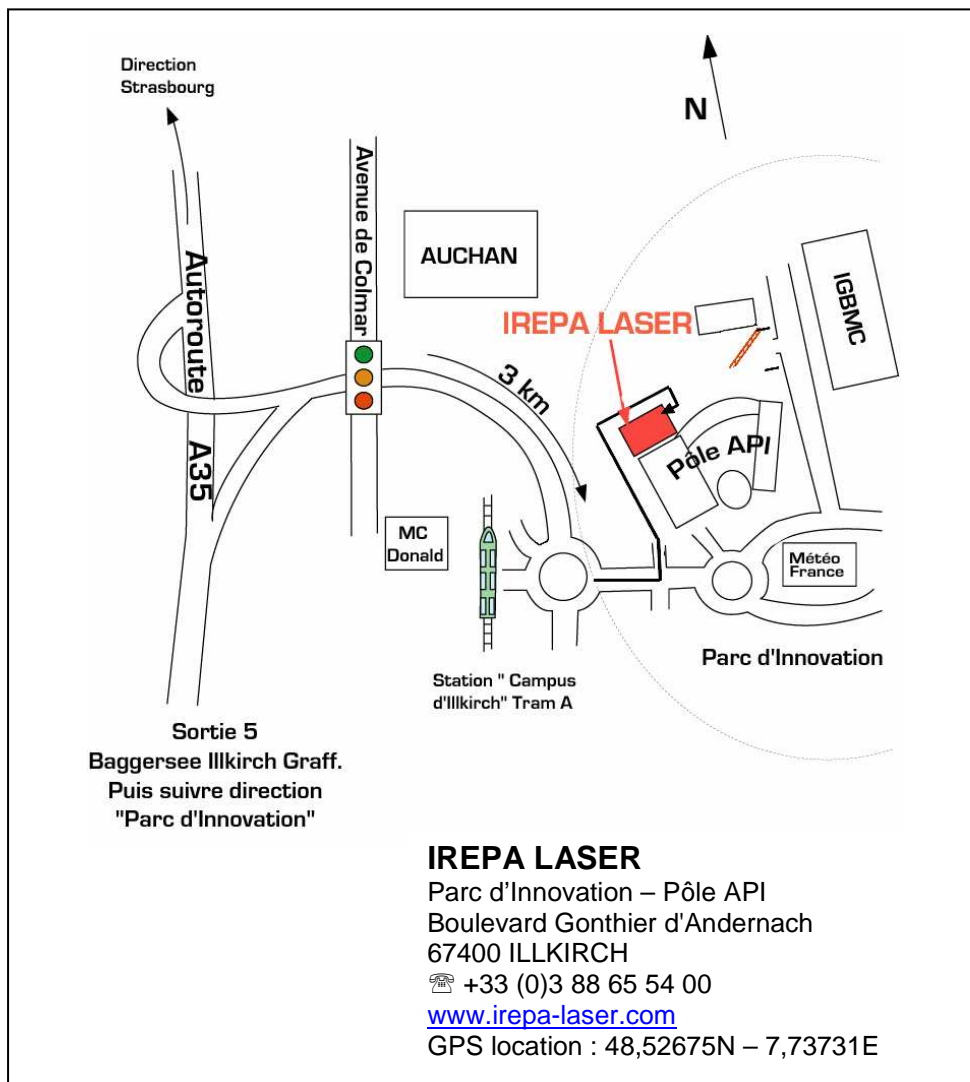 Direction
Strasbourg
N
Avenue de Colmar
AUCHAN
IGBMC
Autoroute A35
IREPA LASER
3 km
Pôle API
MC
Donald
Météo
France
Parc d'Innovation
Station " Campus
d'Illkirch" Tram A
Sortie 5
Baggersee Illkirch Graff.
Puis suivre direction
"Parc d'Innovation"
IREPA LASER
Parc d’Innovation – Pôle API
Boulevard Gonthier d'Andernach
67400 ILLKIRCH
☏ +33 (0)3 88 65 54 00
www.irepa-laser.com
GPS location : 48,52675N – 7,73731E